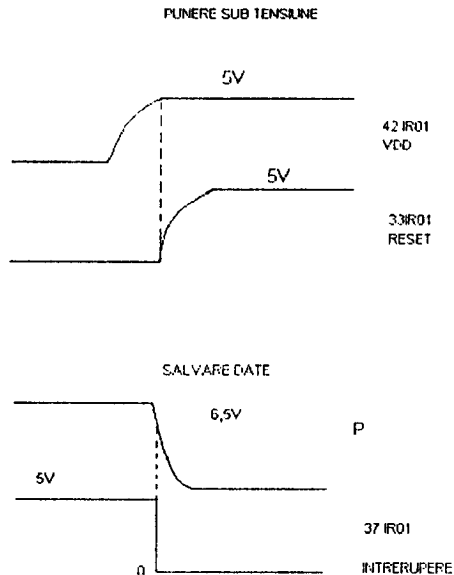 PUNERE SUB TENSIUNE
5V
42 IR01
VDD
5V
33IR01
RESET
SALVARE DATE
6,5V
P
5V
37 IR01
0
INTRERUPERE